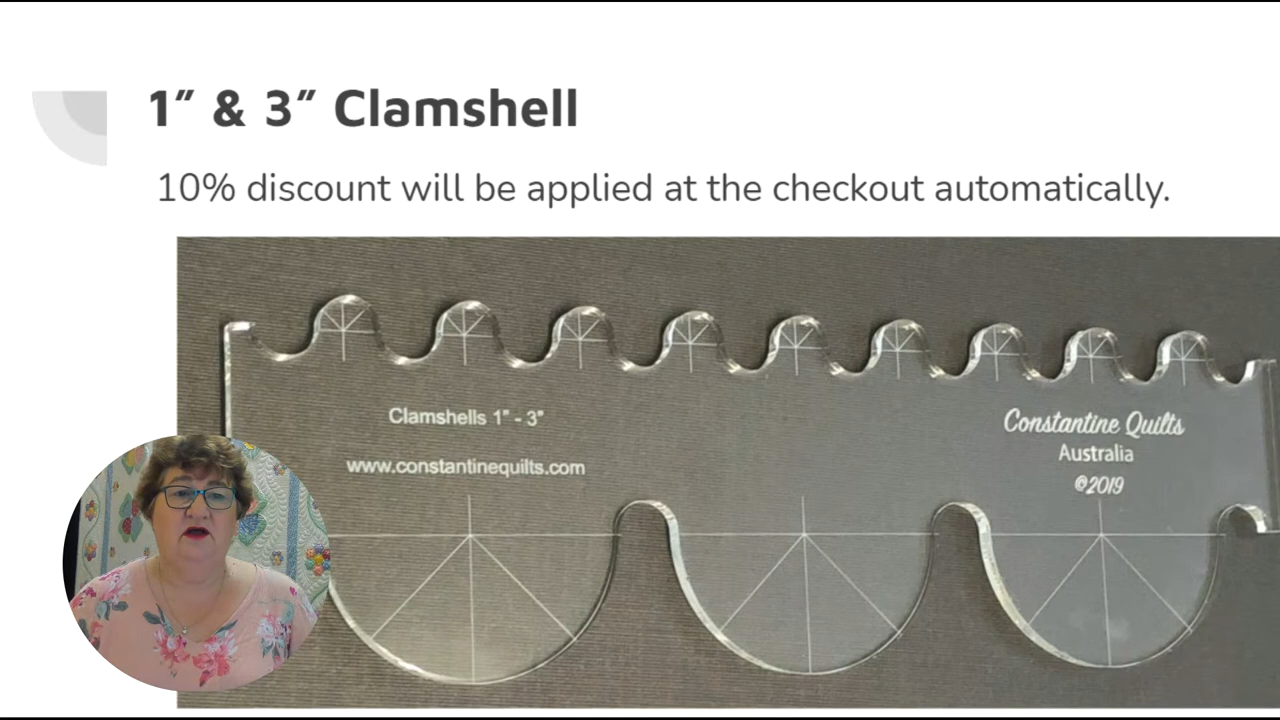 1” & 3” Clamshell
10% discount will be applied at the checkout automatically.
Clamshells 1" - 3"
www.constantinequilts.com
Constantine Quilts
Australia
©2019